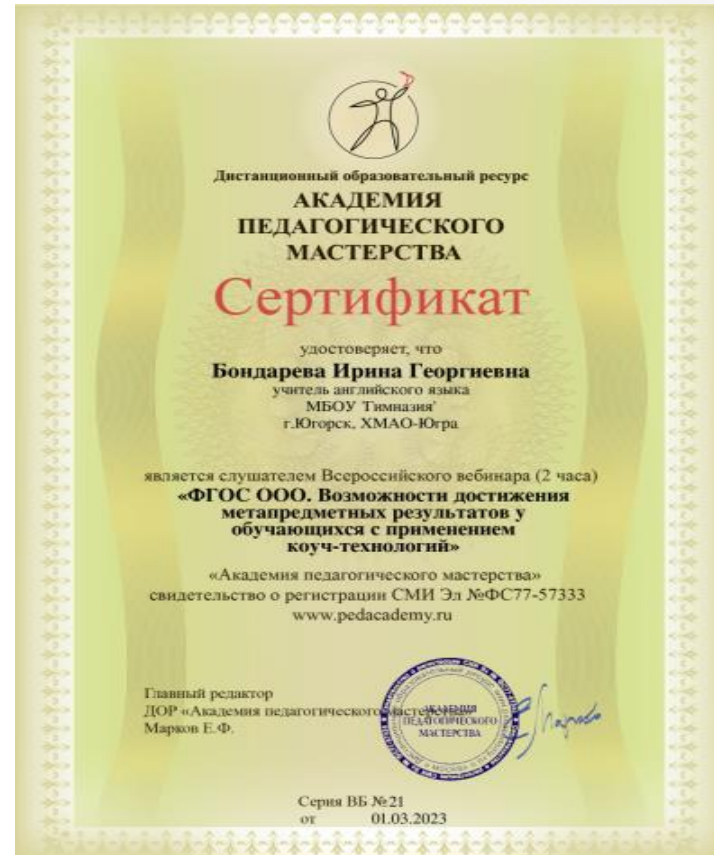 Дистанционный образовательный ресурс
АКАДЕМИЯ
ПЕДАГОГИЧЕСКОГО
МАСТЕРСТВА
Сертификат
удостоверяет, что
Бондарева Ирина Георгиевна
учитель английского языка
МБОУ 'Гимназия'
г.Югорск, ХМАО-Югра
является слушателем Всероссийского вебинара (2 часа)
«ФГОС ООО. Возможности достижения
метапредметных результатов у
обучающихся с применением
коуч-технологий»
«Академия педагогического мастерства»
свидетельство о регистрации СМИ Эл №ФС77-57333
www.pedacademy.ru
Главный редактор
ДОР «Академия педагогического мастерства»
Марков Е.Ф.
АКАДЕМИЯ
ПЕДАГОГИЧЕСКОГО
МАСТЕРСТВА
Серия ВБ №21
от 01.03.2023